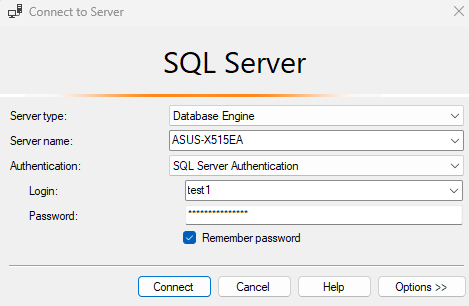 Connect to Server
SQL Server
Server type: Database Engine
Server name: ASUS-X515EA
Authentication: SQL Server Authentication
Login: test1
Password: ***************
Remember password
Connect Cancel Help Options >>